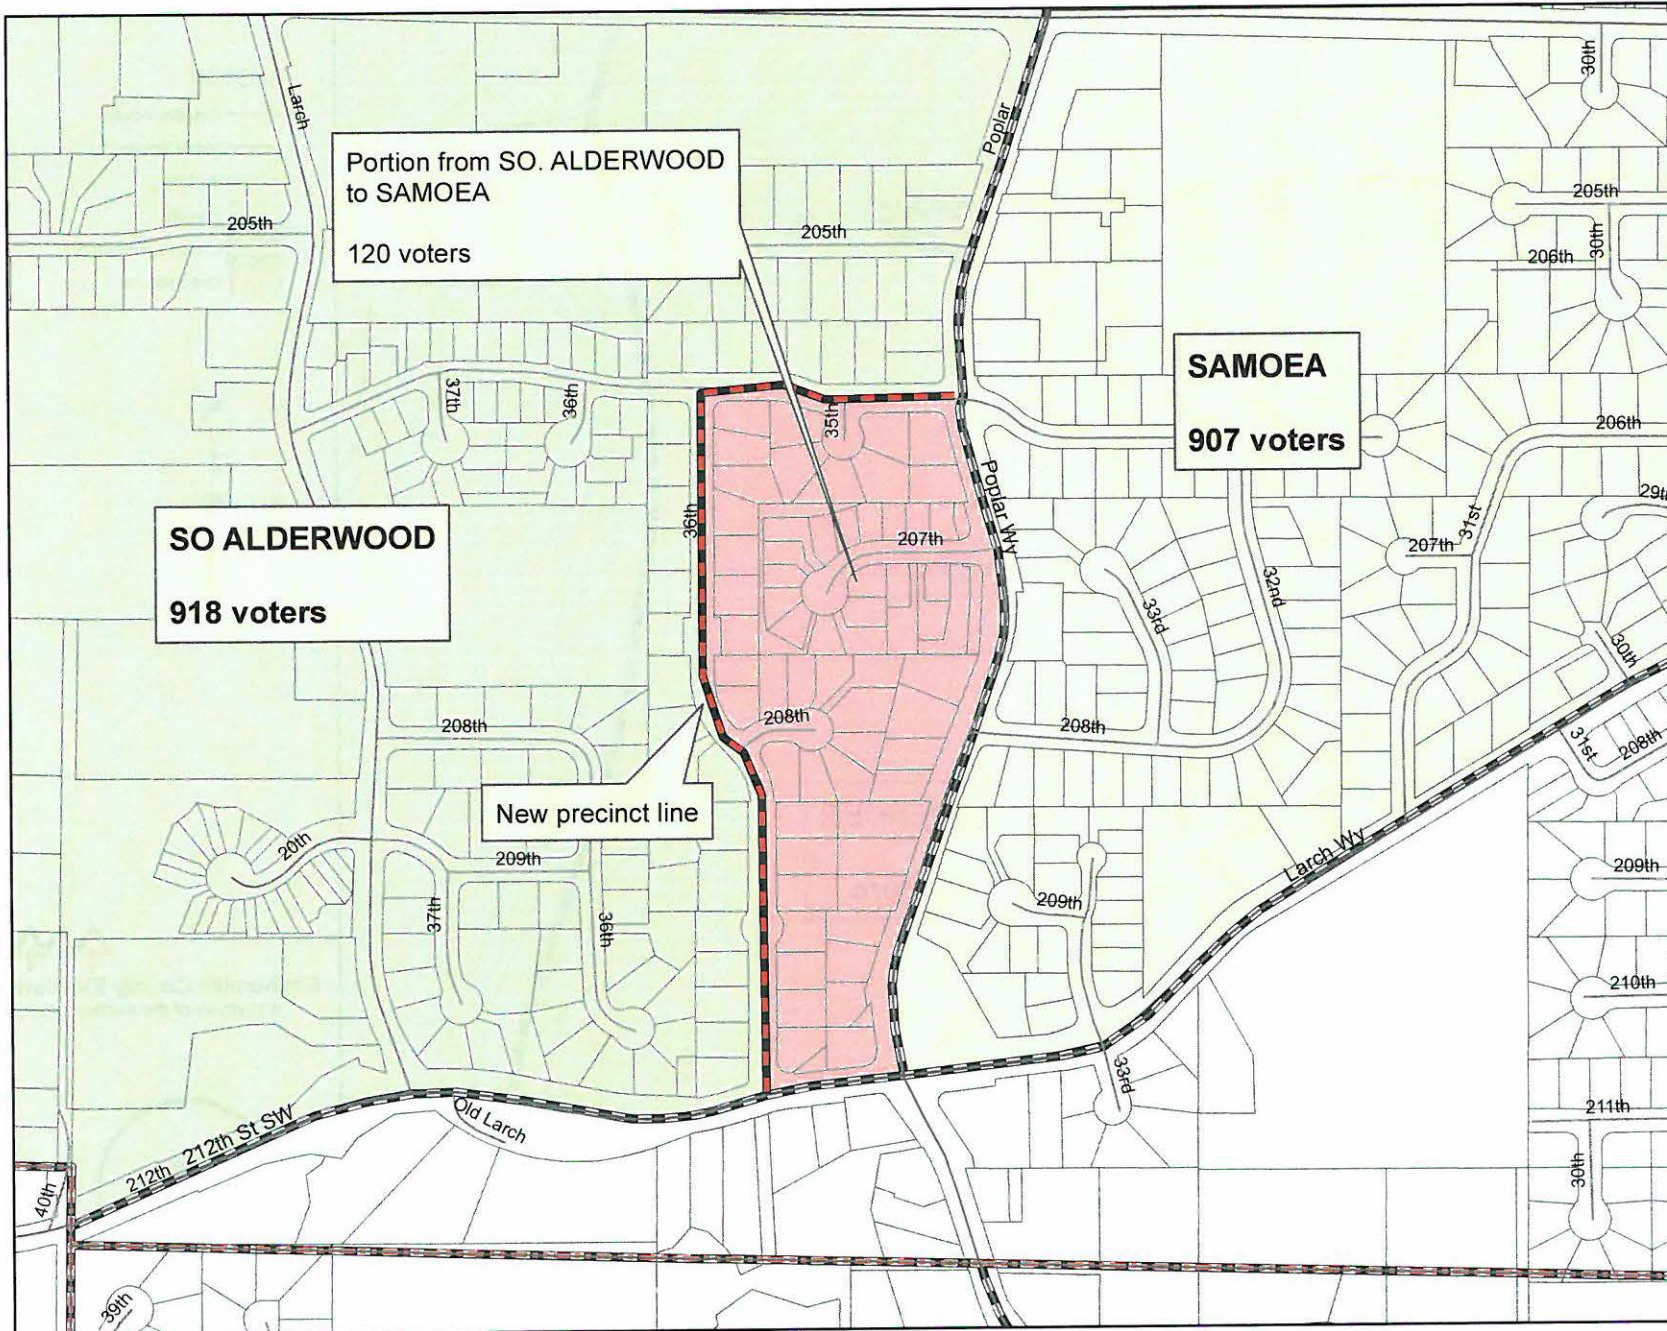 Larch
Poplar
30th
Portion from SO. ALDERWOOD
to SAMOEA
120 voters
205th
205th
205th
30th
206th
SAMOEA
907 voters
37th
36th
35th
206th
SO ALDERWOOD
918 voters
36th
207th
Poplar Wy
33rd
32nd
207th
31st
30th
208th
208th
208th
31st
208th
New precinct line
20th
209th
37th
36th
209th
Larch Wy
209th
210th
33rd
211th
30th
Old Larch
212th
212th St SW
40th
39th